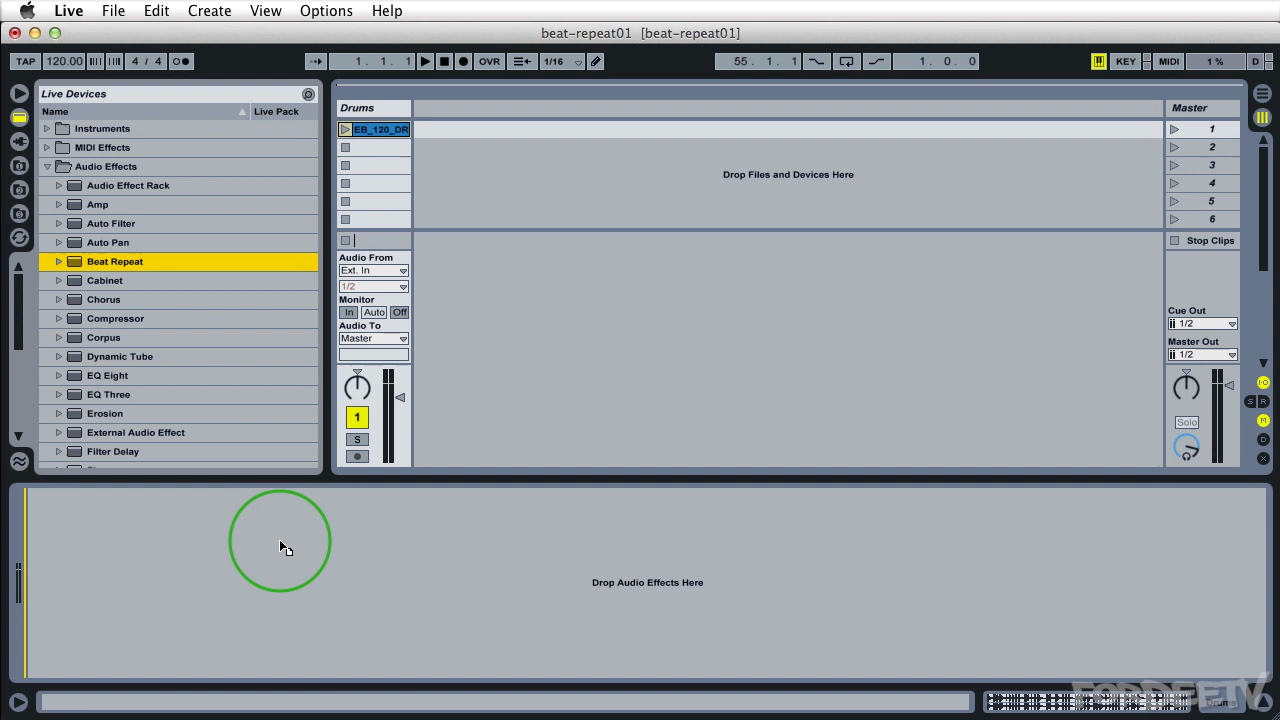 Live File Edit Create View Options Help
beat-repeat01 [beat-repeat01]
TAP 120.00 4 / 4 1. 1. 1 OVR 1/16 55. 1. 1 1. 0. 0 KEY MIDI 1 % D
Live Devices
Name Live Pack
Instruments
MIDI Effects
Audio Effects
Audio Effect Rack
Amp
Auto Filter
Auto Pan
Beat Repeat
Cabinet
Chorus
Compressor
Corpus
Dynamic Tube
EQ Eight
EQ Three
Erosion
External Audio Effect
Filter Delay
Drums
EB_120_DR
Drop Files and Devices Here
Audio From
Ext. In
1/2
Monitor
In Auto Off
Audio To
Master
1
S
Master
1
2
3
4
5
6
Stop Clips
Cue Out
1/2
Master Out
1/2
Solo
I-O
S R
M
D
X
Drop Audio Effects Here
Drums